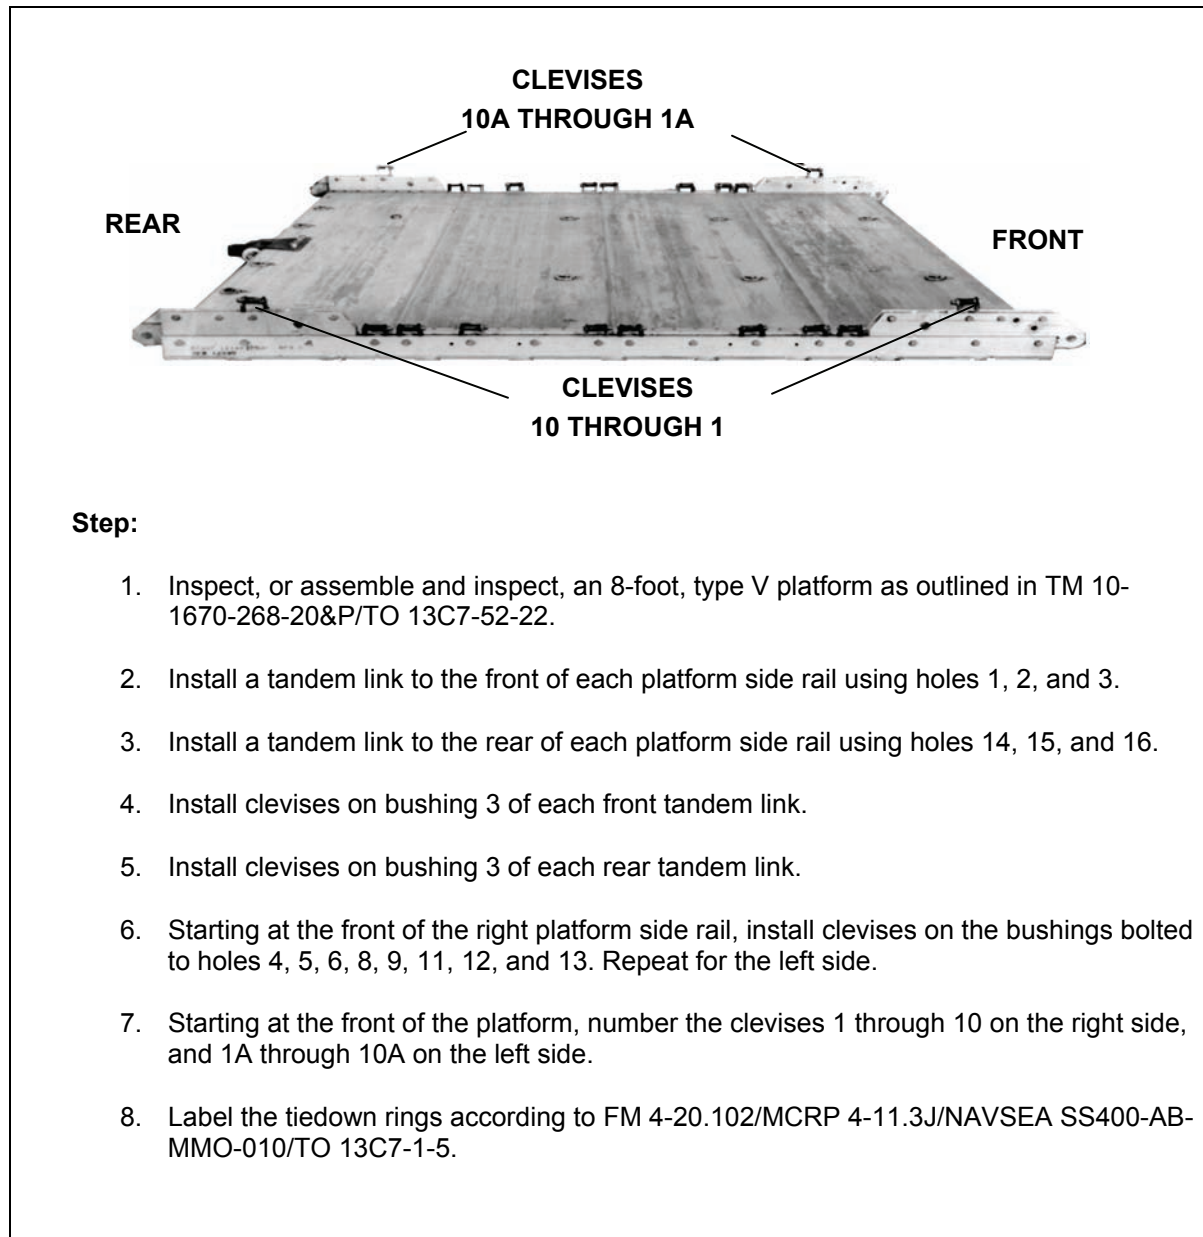 CLEVISES
10A THROUGH 1A
REAR
FRONT
CLEVISES
10 THROUGH 1
Step:
1. Inspect, or assemble and inspect, an 8-foot, type V platform as outlined in TM 10-
1670-268-20&P/TO 13C7-52-22.
2. Install a tandem link to the front of each platform side rail using holes 1, 2, and 3.
3. Install a tandem link to the rear of each platform side rail using holes 14, 15, and 16.
4. Install clevises on bushing 3 of each front tandem link.
5. Install clevises on bushing 3 of each rear tandem link.
6. Starting at the front of the right platform side rail, install clevises on the bushings bolted
to holes 4, 5, 6, 8, 9, 11, 12, and 13. Repeat for the left side.
7. Starting at the front of the platform, number the clevises 1 through 10 on the right side,
and 1A through 10A on the left side.
8. Label the tiedown rings according to FM 4-20.102/MCRP 4-11.3J/NAVSEA SS400-AB-
MMO-010/TO 13C7-1-5.